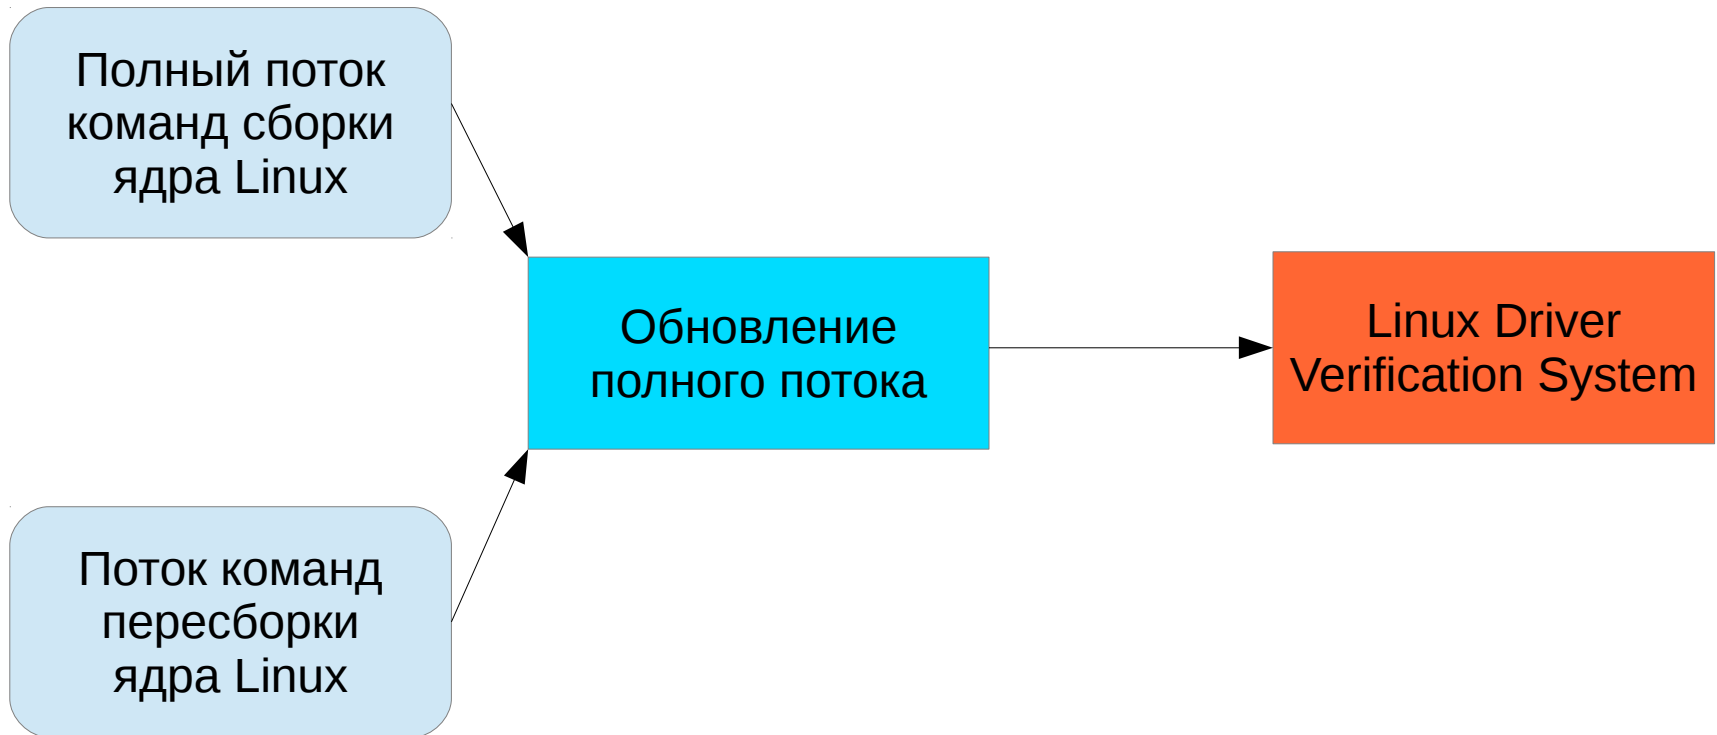 Полный поток
команд сборки
ядра Linux
Обновление
полного потока
Linux Driver
Verification System
Поток команд
пересборки
ядра Linux